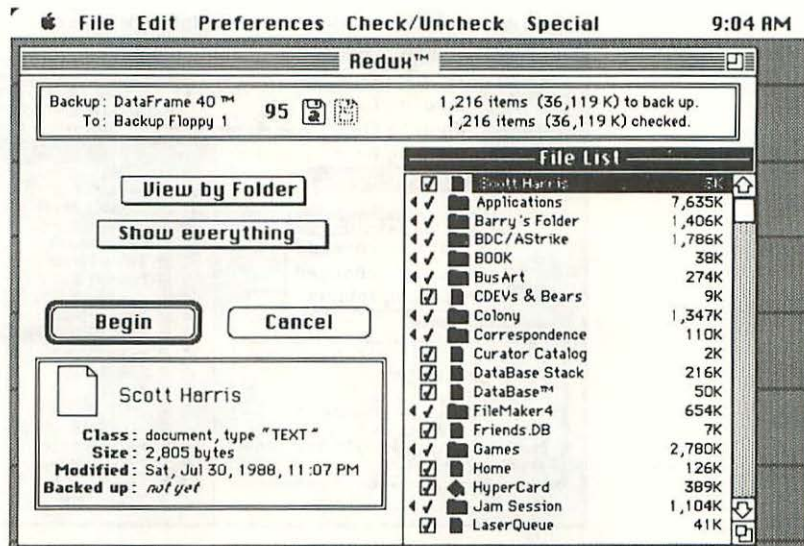 File Edit Preferences Check/Uncheck Special 9:04 AM
Redux™
Backup: DataFrame 40 ™
To: Backup Floppy 1
95
1,216 items (36,119 K) to back up.
1,216 items (36,119 K) checked.
View by Folder
Show everything
Begin
Cancel
Scott Harris
Class: document, type "TEXT"
Size: 2,805 bytes
Modified: Sat, Jul 30, 1988, 11:07 PM
Backed up: not yet
File List
Scott Harris 3K
Applications 7,635K
Barry's Folder 1,406K
BDC/AStrike 1,786K
BOOK 38K
BusArt 274K
CDEVs & Bears 9K
Colony 1,347K
Correspondence 110K
Curator Catalog 2K
DataBase Stack 216K
DataBase™ 50K
FileMaker4 654K
Friends.DB 7K
Games 2,780K
Home 126K
HyperCard 389K
Jam Session 1,104K
LaserQueue 41K